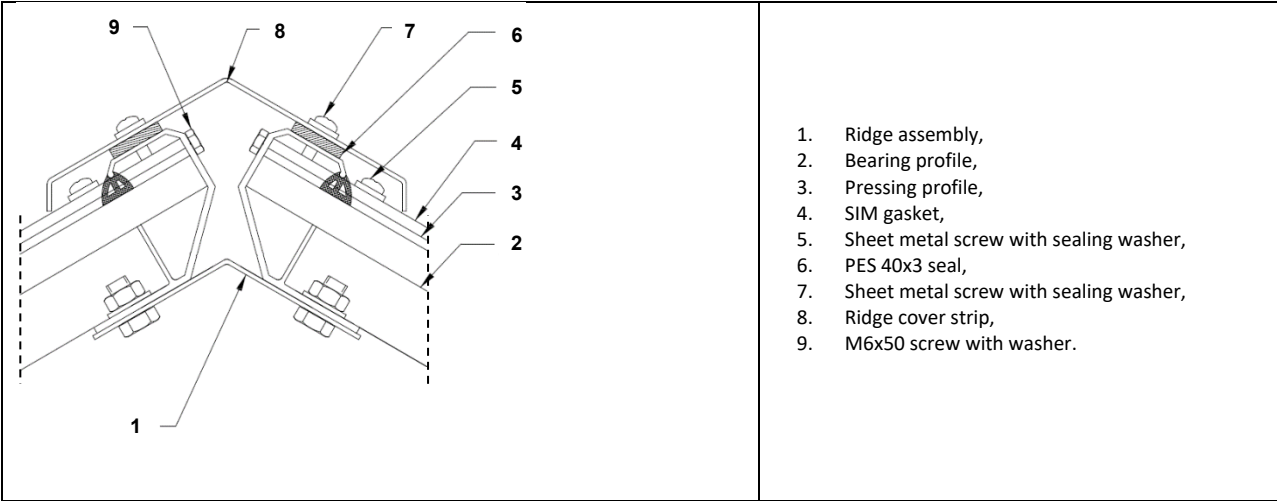 9
8
7
6
5
4
3
2
1
1. Ridge assembly,
2. Bearing profile,
3. Pressing profile,
4. SIM gasket,
5. Sheet metal screw with sealing washer,
6. PES 40x3 seal,
7. Sheet metal screw with sealing washer,
8. Ridge cover strip,
9. M6x50 screw with washer.